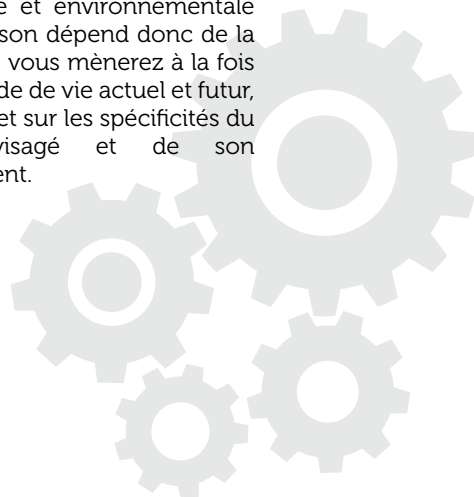 et environnementale
son dépend donc de la
vous mènerez à la fois
de de vie actuel et futur,
et sur les spécificités du
visagé et de son
ent.